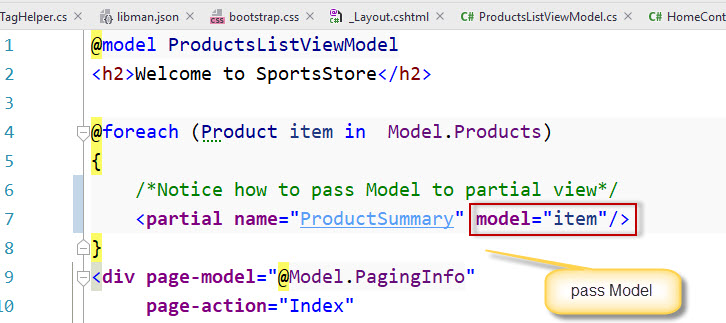 TagHelper.cs libman.json bootstrap.css _Layout.cshtml C# ProductsListViewModel.cs C# HomeCont
1 @model ProductsListViewModel
2 <h2>Welcome to SportsStore</h2>
3
4 @foreach (Product item in  Model.Products)
5 {
6 /*Notice how to pass Model to partial view*/
7 <partial name="ProductSummary" model="item"/>
8 }
9 <div page-model="@Model.PagingInfo"
10 page-action="Index"
pass Model